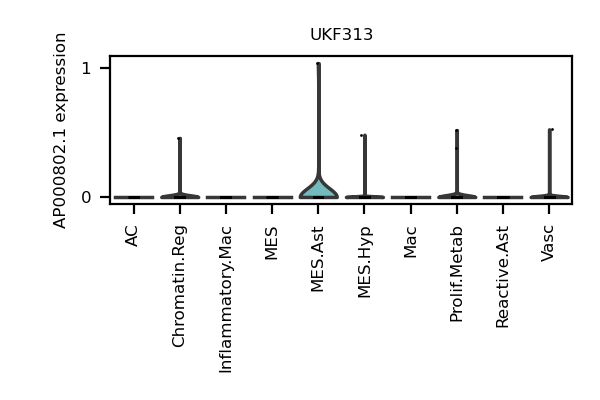 UKF313
AP000802.1 expression
1
0
AC
Chromatin.Reg
Inflammatory.Mac
MES
MES.Ast
MES.Hyp
Mac
Prolif.Metab
Reactive.Ast
Vasc